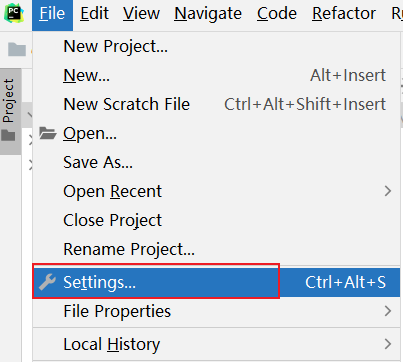 PC File Edit View Navigate Code Refactor
Project
New Project...
New... Alt+Insert
New Scratch File Ctrl+Alt+Shift+Insert
Open...
Save As...
Open Recent
Close Project
Rename Project...
Settings... Ctrl+Alt+S
File Properties
Local History